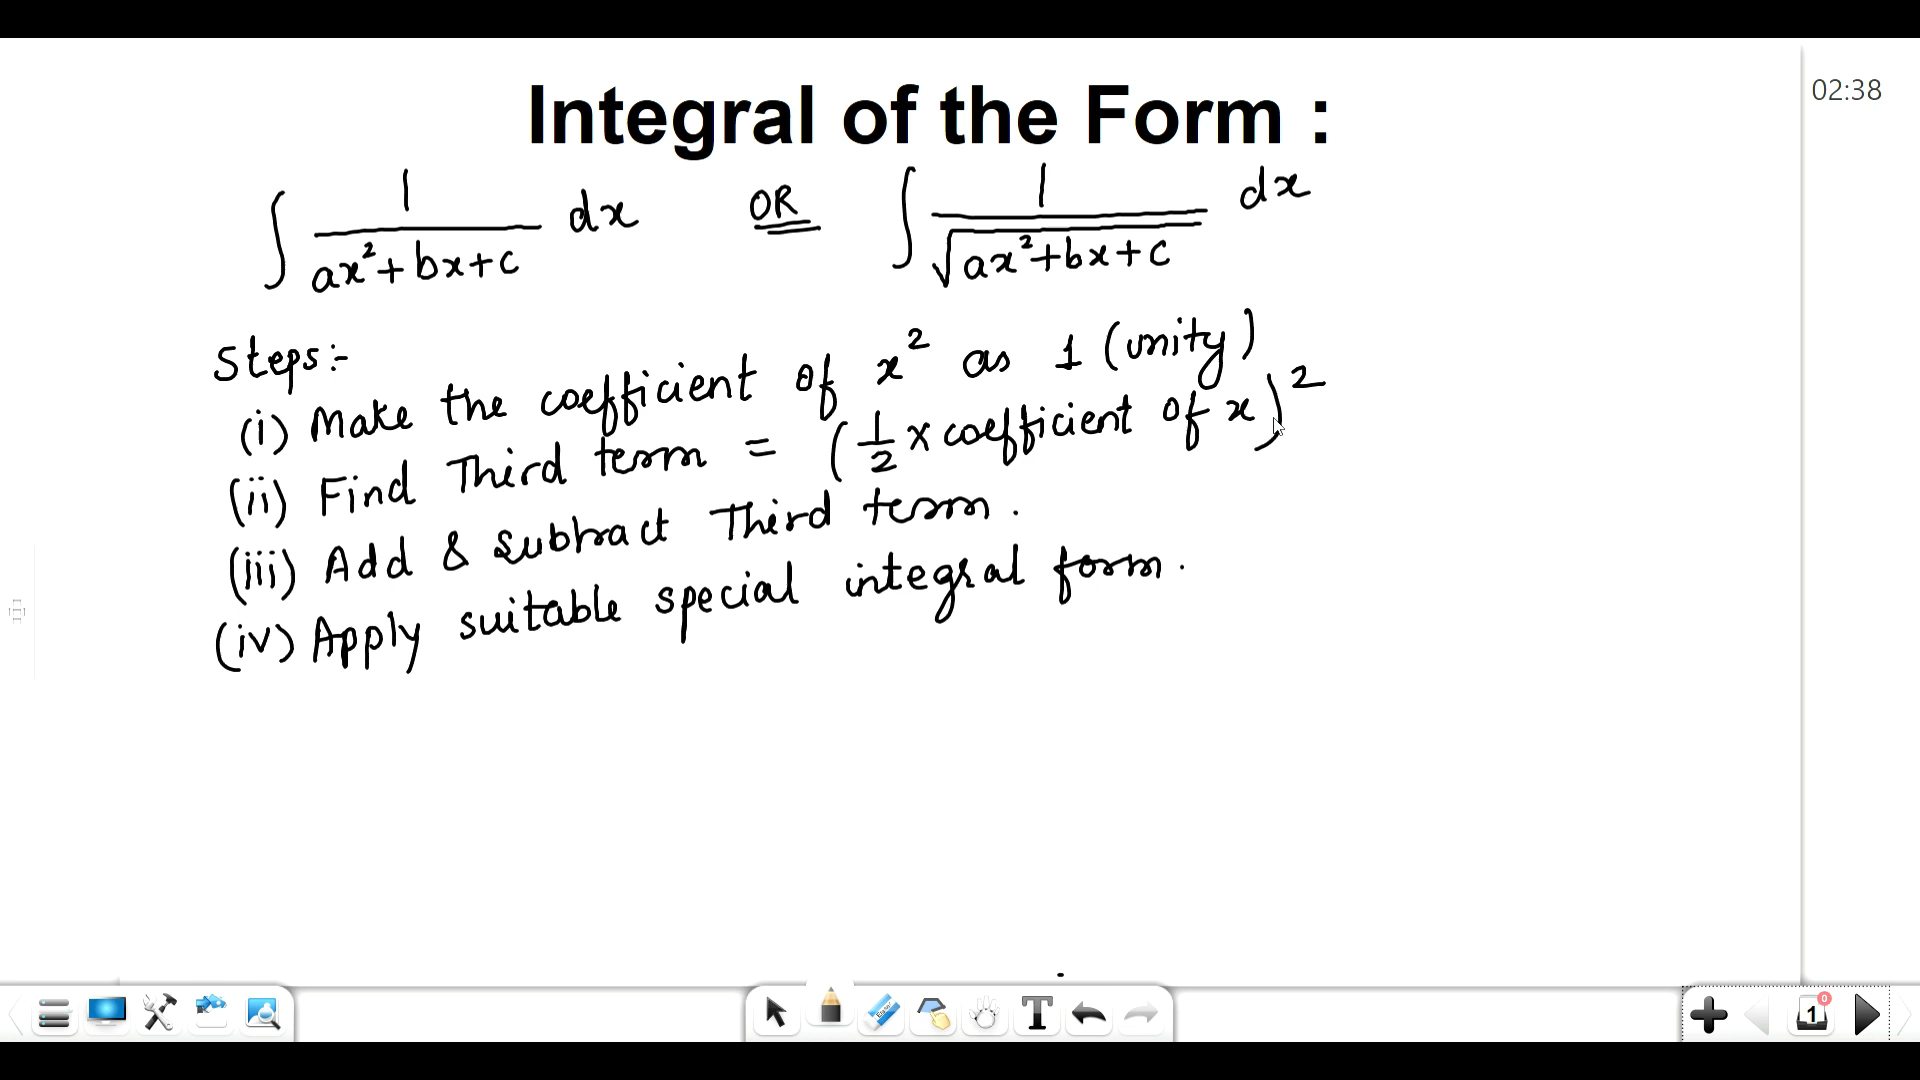 Integral of the Form :
02:38
∫ 1/(ax²+bx+c) dx OR ∫ 1/√(ax²+bx+c) dx
Steps:-
(i) Make the coefficient of x² as 1 (unity)
(ii) Find Third term = (1/2 × coefficient of x)²
(iii) Add & Subtract Third term.
(iv) Apply suitable special integral form.
T
1
0